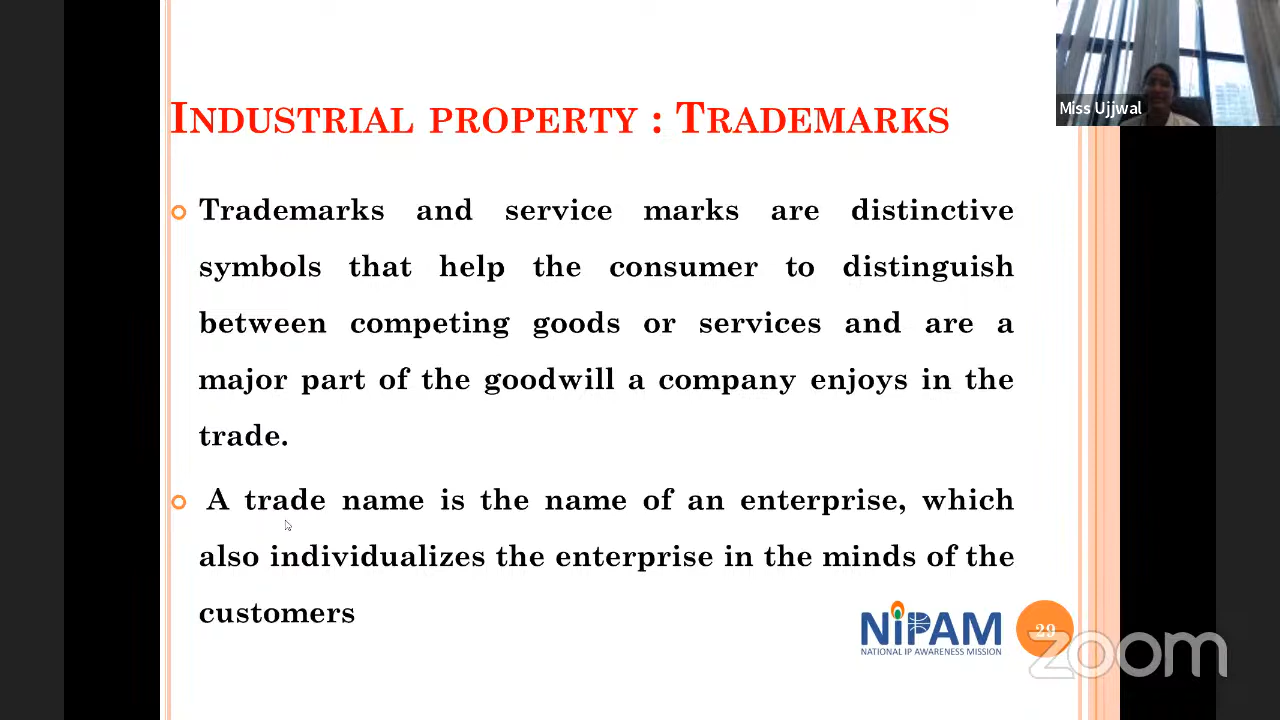 Miss Ujjwal
INDUSTRIAL PROPERTY : TRADEMARKS
Trademarks and service marks are distinctive
symbols that help the consumer to distinguish
between competing goods or services and are a
major part of the goodwill a company enjoys in the
trade.
A trade name is the name of an enterprise, which
also individualizes the enterprise in the minds of the
customers
NIPAM
NATIONAL IP AWARENESS MISSION
29
zoom